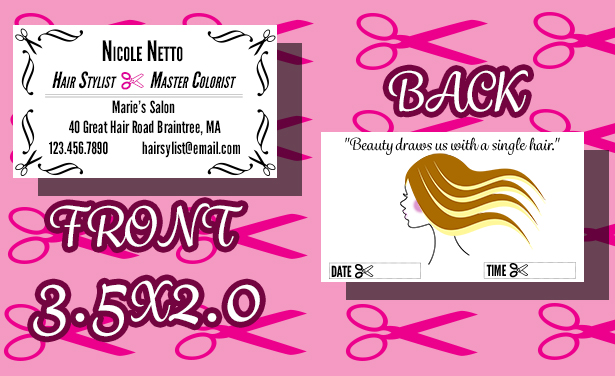 Nicole Netto
Hair Stylist Master Colorist
Marie's Salon
40 Great Hair Road Braintree, MA
123.456.7890 hairsylist@email.com
FRONT
3.5x2.0
BACK
"Beauty draws us with a single hair."
DATE TIME